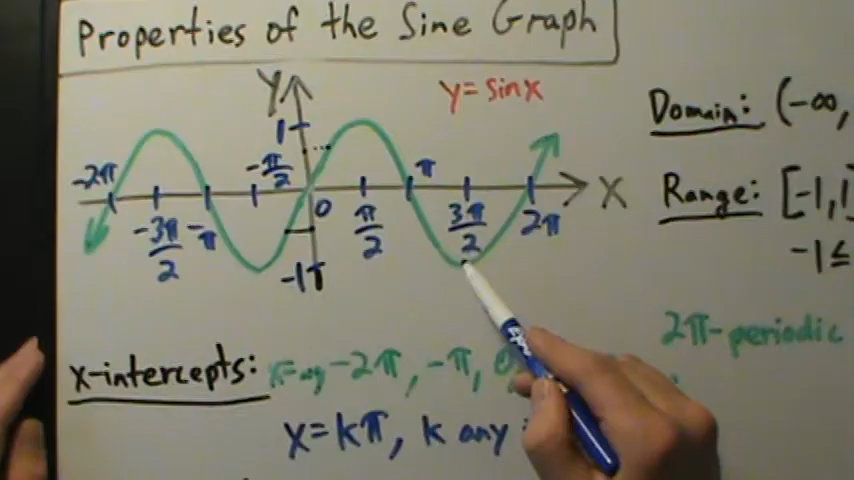 Properties of the Sine Graph
Y
y=sinx
1
-2π
-3π/2
-π
-π/2
0
π/2
π
3π/2
2π
X
-1
Domain: (-∞,
Range: [-1,1]
-1≤
2π-periodic
x-intercepts: x= -2π, -π, 0
x=kπ, k any